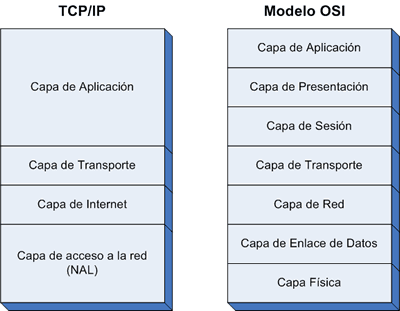 TCP/IP
Capa de Aplicación
Capa de Transporte
Capa de Internet
Capa de acceso a la red
(NAL)
Modelo OSI
Capa de Aplicación
Capa de Presentación
Capa de Sesión
Capa de Transporte
Capa de Red
Capa de Enlace de Datos
Capa Física